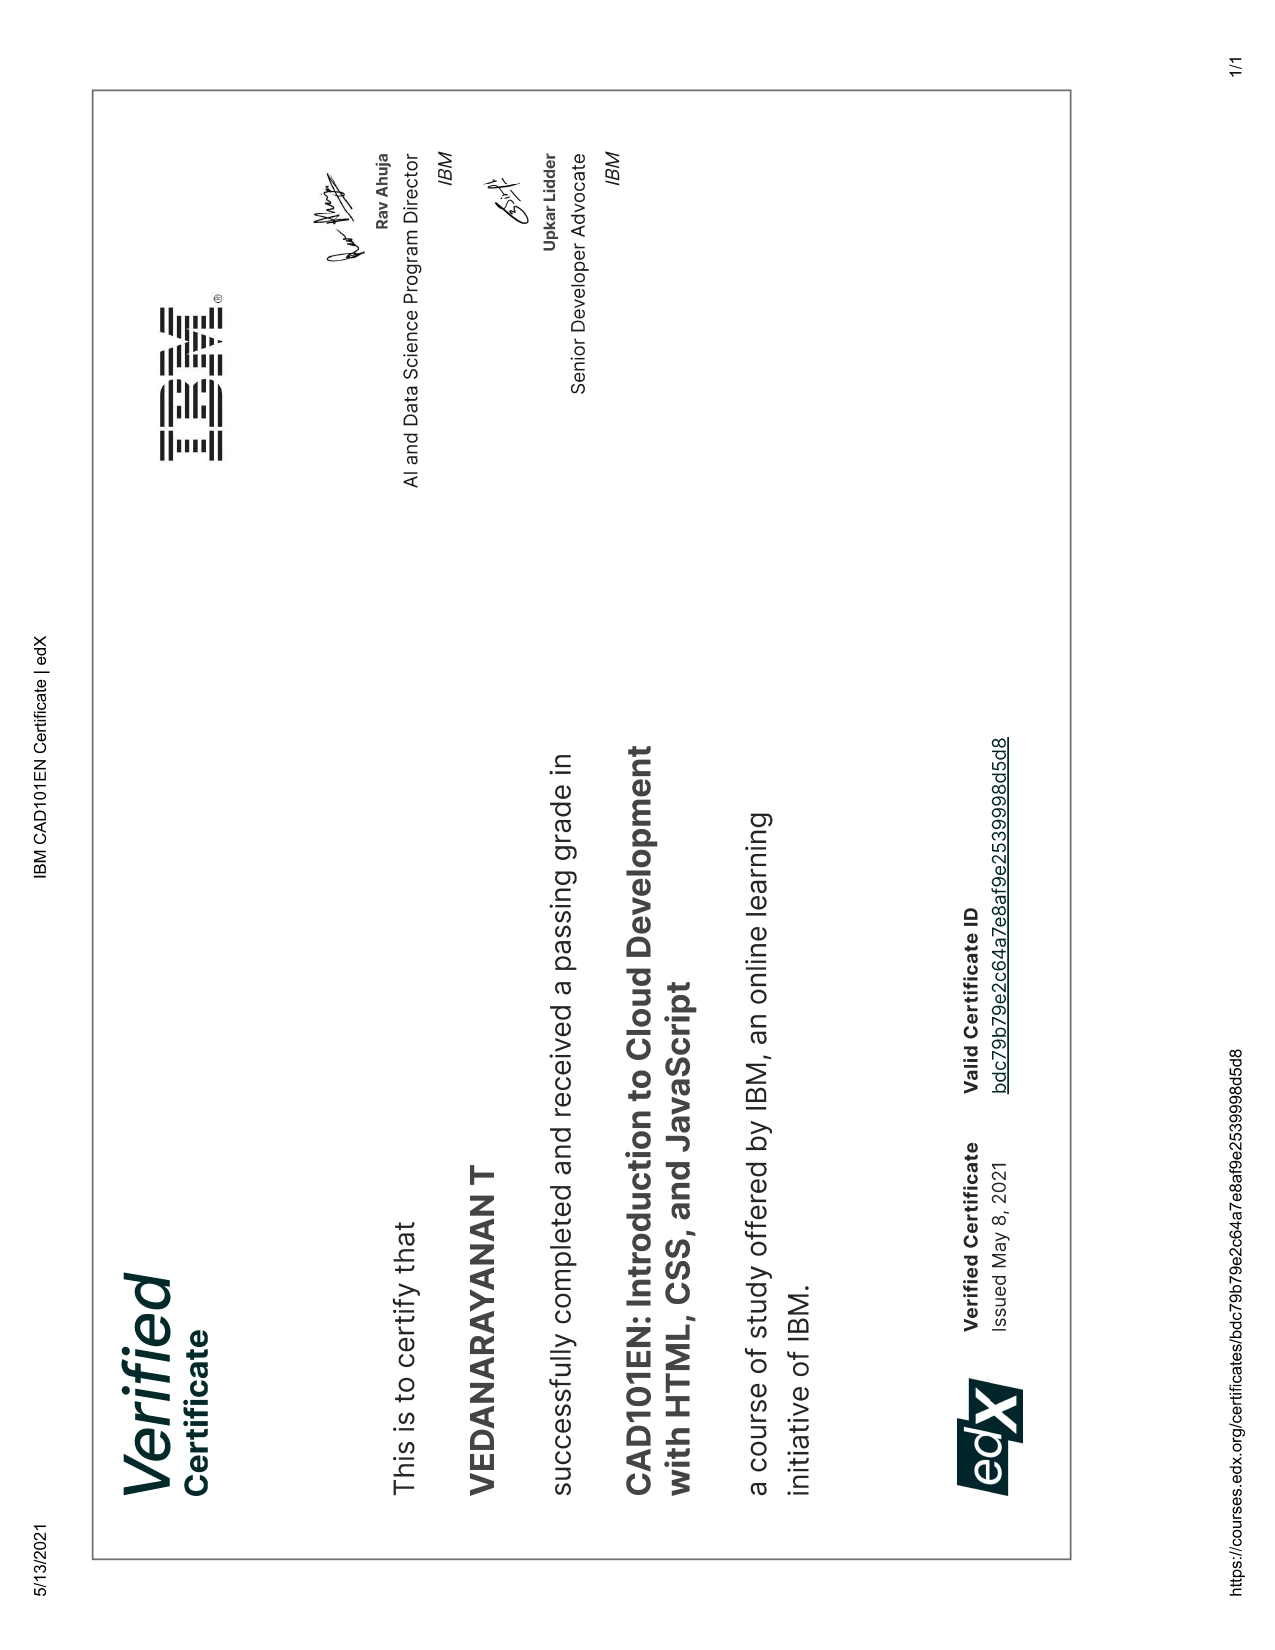 5/13/2021
IBM CAD101EN Certificate | edX
Verified
Certificate
IBM®
This is to certify that
VEDANARAYANAN T
successfully completed and received a passing grade in
CAD101EN: Introduction to Cloud Development
with HTML, CSS, and JavaScript
a course of study offered by IBM, an online learning
initiative of IBM.
Rav Ahuja
Rav Ahuja
AI and Data Science Program Director
IBM
Upkar Lidder
Senior Developer Advocate
IBM
edX
Verified Certificate
Issued May 8, 2021
Valid Certificate ID
bdc79b79e2c64a7e8af9e2539998d5d8
https://courses.edx.org/certificates/bdc79b79e2c64a7e8af9e2539998d5d8
1/1